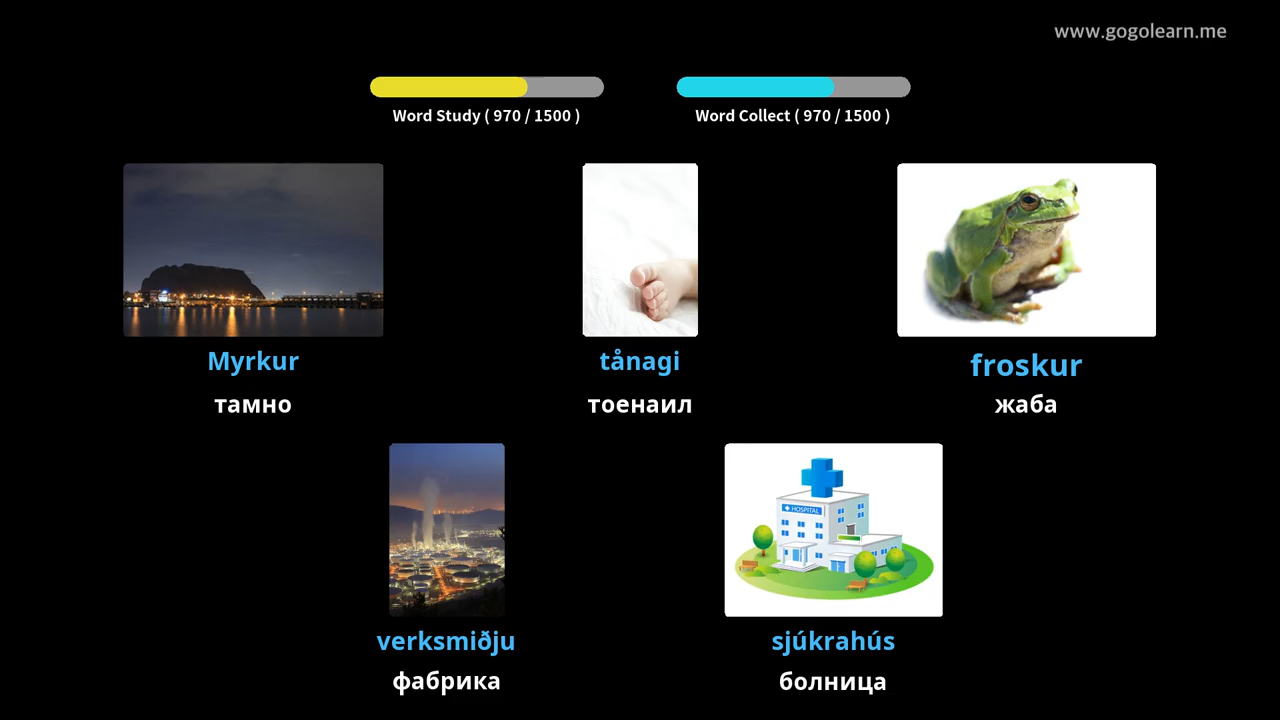 www.gogolearn.me
Word Study ( 970 / 1500 )
Word Collect ( 970 / 1500 )
Myrkur
tånagi
froskur
тамно
тоенаил
жаба
HOSPITAL
verksmiðju
sjúkrahús
фабрика
болница